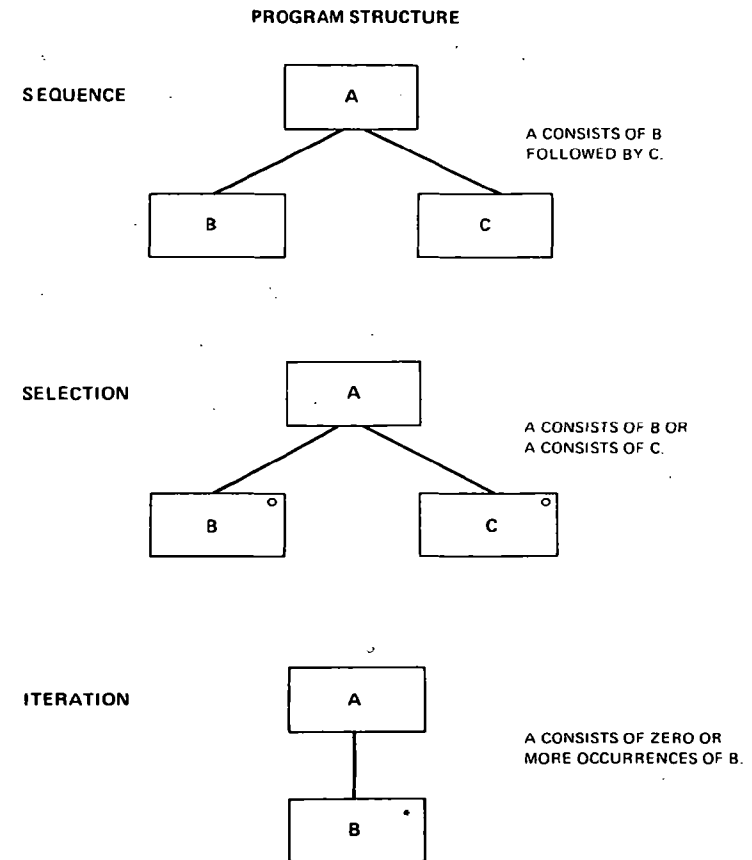 PROGRAM STRUCTURE
SEQUENCE
A
A CONSISTS OF B
FOLLOWED BY C.
B
C
SELECTION
A
A CONSISTS OF B OR
A CONSISTS OF C.
B
C
ITERATION
A
A CONSISTS OF ZERO OR
MORE OCCURRENCES OF B.
B *